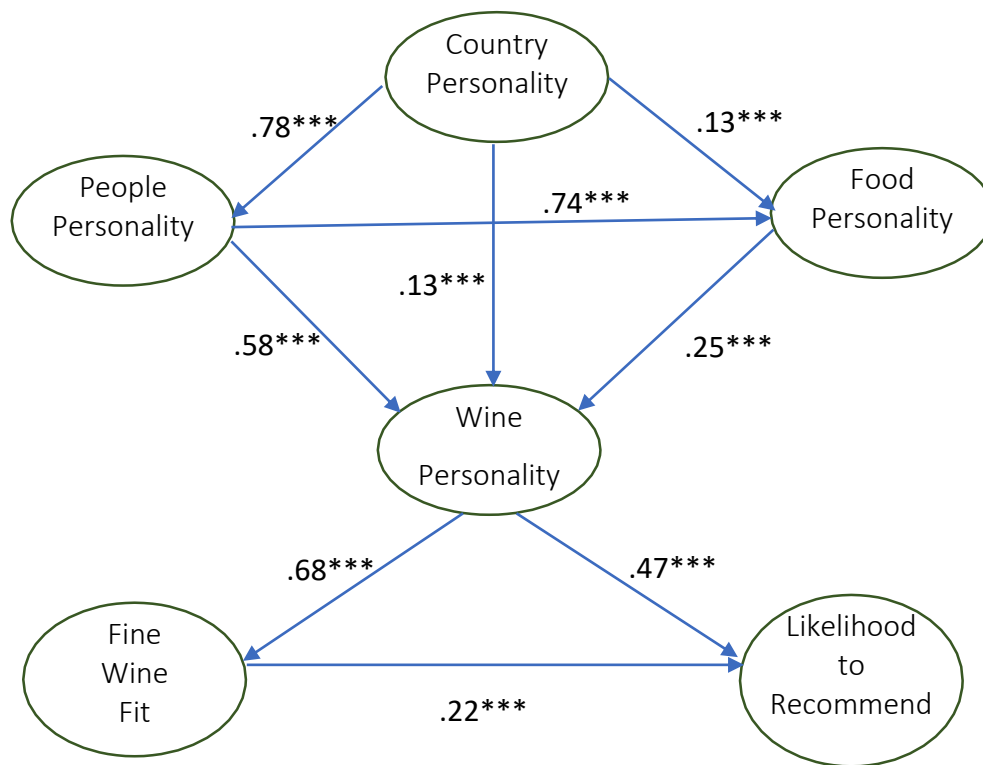 Country
Personality
.78***
.13***
People
Personality
Food
Personality
.74***
.13***
.58***
.25***
Wine
Personality
.68***
.47***
Fine
Wine
Fit
Likelihood
to
Recommend
.22***